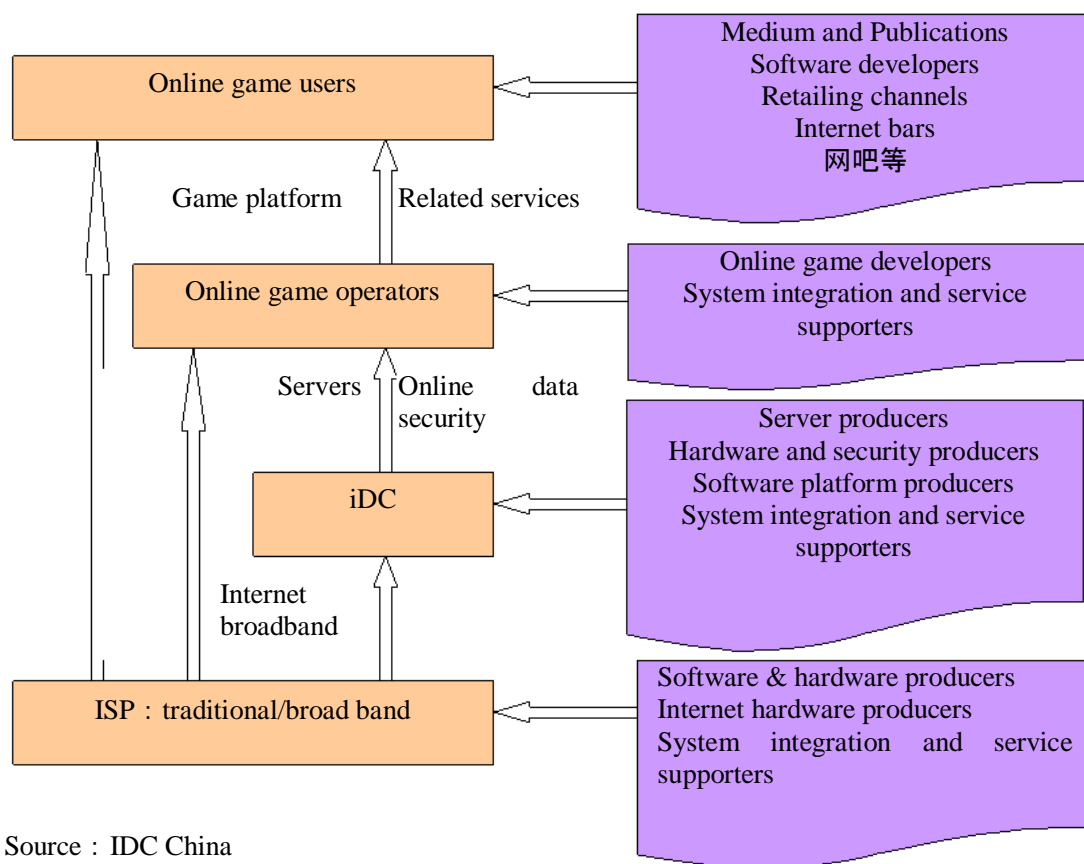 Online game users
Medium and Publications
Software developers
Retailing channels
Internet bars
网吧等
Game platform
Related services
Online game operators
Online game developers
System integration and service
supporters
Servers
Online data
security
iDC
Server producers
Hardware and security producers
Software platform producers
System integration and service
supporters
Internet
broadband
ISP：traditional/broad band
Software & hardware producers
Internet hardware producers
System integration and service
supporters
Source：IDC China